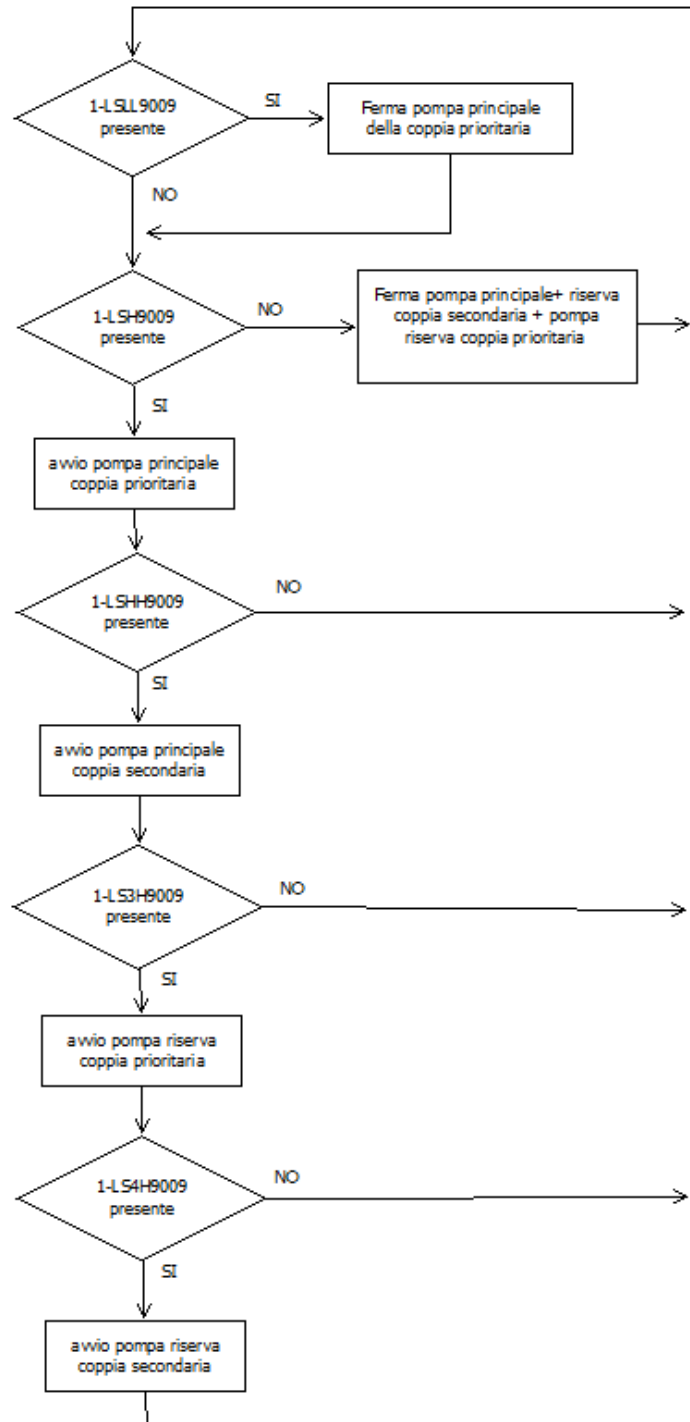 1-LSLL9009
presente
SI
Ferma pompa principale
della coppia prioritaria
NO
1-LSH9009
presente
NO
Ferma pompa principale+ riserva
coppia secondaria + pompa
riserva coppia prioritaria
SI
avvio pompa principale
coppia prioritaria
1-LSHH9009
presente
NO
SI
avvio pompa principale
coppia secondaria
1-LS3H9009
presente
NO
SI
avvio pompa riserva
coppia prioritaria
1-LS4H9009
presente
NO
SI
avvio pompa riserva
coppia secondaria